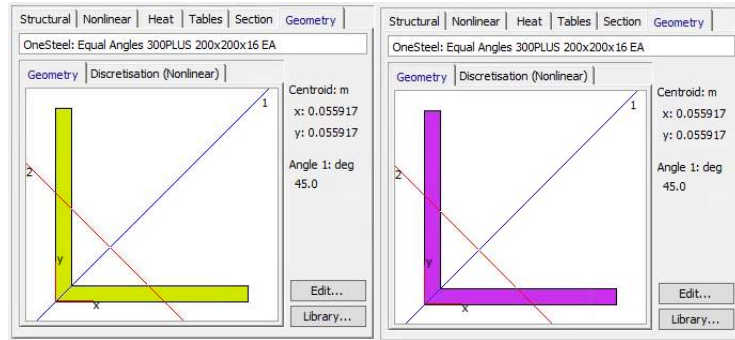 Structural Nonlinear Heat Tables Section Geometry
OneSteel: Equal Angles 300PLUS 200x200x16 EA
Geometry Discretisation (Nonlinear)
1
2
y
x
Centroid: m
x: 0.055917
y: 0.055917
Angle 1: deg
45.0
Edit...
Library...
Structural Nonlinear Heat Tables Section Geometry
OneSteel: Equal Angles 300PLUS 200x200x16 EA
Geometry Discretisation (Nonlinear)
1
2
y
x
Centroid: m
x: 0.055917
y: 0.055917
Angle 1: deg
45.0
Edit...
Library...